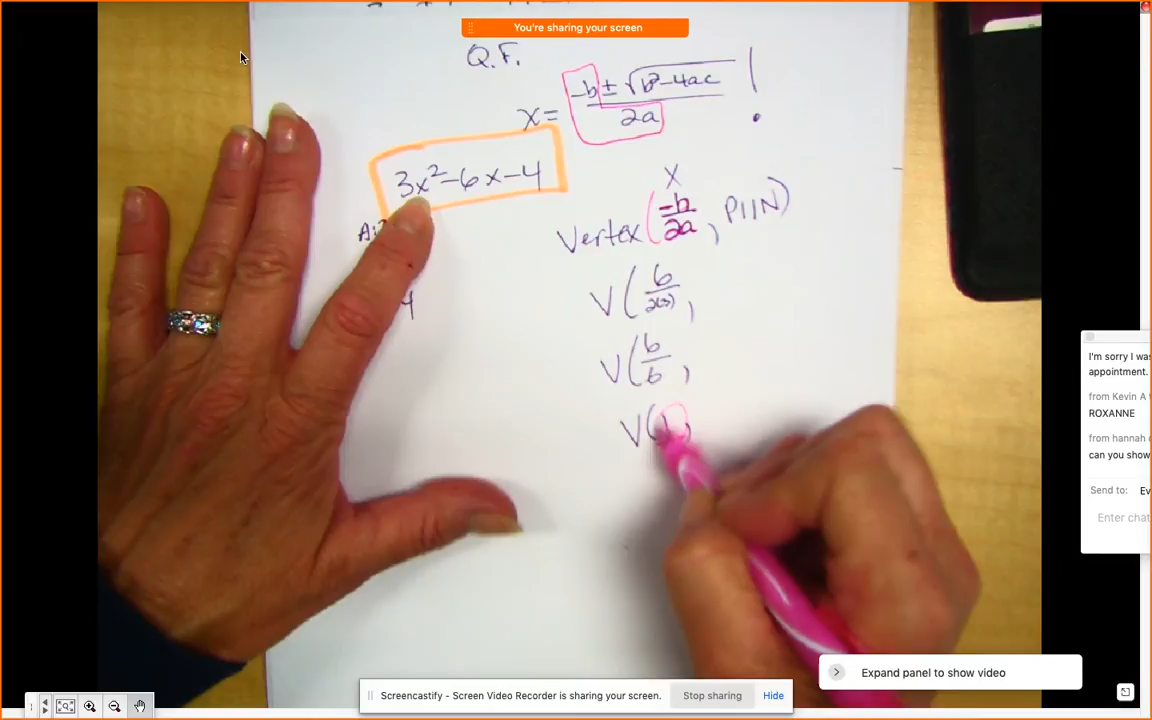 You're sharing your screen
Q.F.
x = -b ± √b²-4ac !
2a
3x²-6x-4
x
Vertex ( -b/2a , PIIN)
A:
4
V ( 6/2(3) ,
V ( 6/6 ,
V ( 1 ,
I'm sorry I was
appointment.
from Kevin A
ROXANNE
from hannah
can you show
Send to: Ev
Enter chat
Expand panel to show video
Screencastify - Screen Video Recorder is sharing your screen. Stop sharing Hide